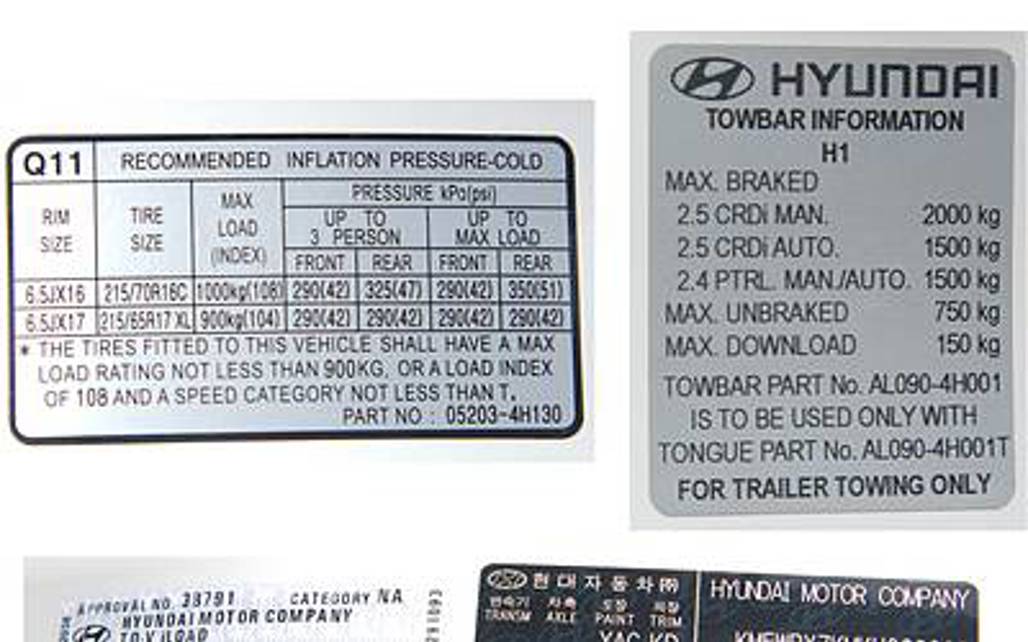 Q11 RECOMMENDED INFLATION PRESSURE-COLD
RIM SIZE TIRE SIZE MAX LOAD (INDEX) PRESSURE kPa(psi)
UP TO 3 PERSON UP TO MAX LOAD
FRONT REAR FRONT REAR
6.5JX16 215/70R16C 1000kg(108) 290(42) 325(47) 290(42) 350(51)
6.5JX17 215/65R17 XL 900kg(104) 290(42) 290(42) 290(42) 290(42)
* THE TIRES FITTED TO THIS VEHICLE SHALL HAVE A MAX
LOAD RATING NOT LESS THAN 900KG. OR A LOAD INDEX
OF 108 AND A SPEED CATEGORY NOT LESS THAN T.
PART NO : 05203-4H130
HYUNDAI
TOWBAR INFORMATION
H1
MAX. BRAKED
2.5 CRDi MAN. 2000 kg
2.5 CRDi AUTO. 1500 kg
2.4 PTRL. MAN./AUTO. 1500 kg
MAX. UNBRAKED 750 kg
MAX. DOWNLOAD 150 kg
TOWBAR PART No. AL090-4H001
IS TO BE USED ONLY WITH
TONGUE PART No. AL090-4H001T
FOR TRAILER TOWING ONLY
APPROVAL NO. 38791 CATEGORY NA
HYUNDAI MOTOR COMPANY
현대자동차㈜ HYUNDAI MOTOR COMPANY
변속기 차축 도장
TRANSM AXLE PAINT TRIM